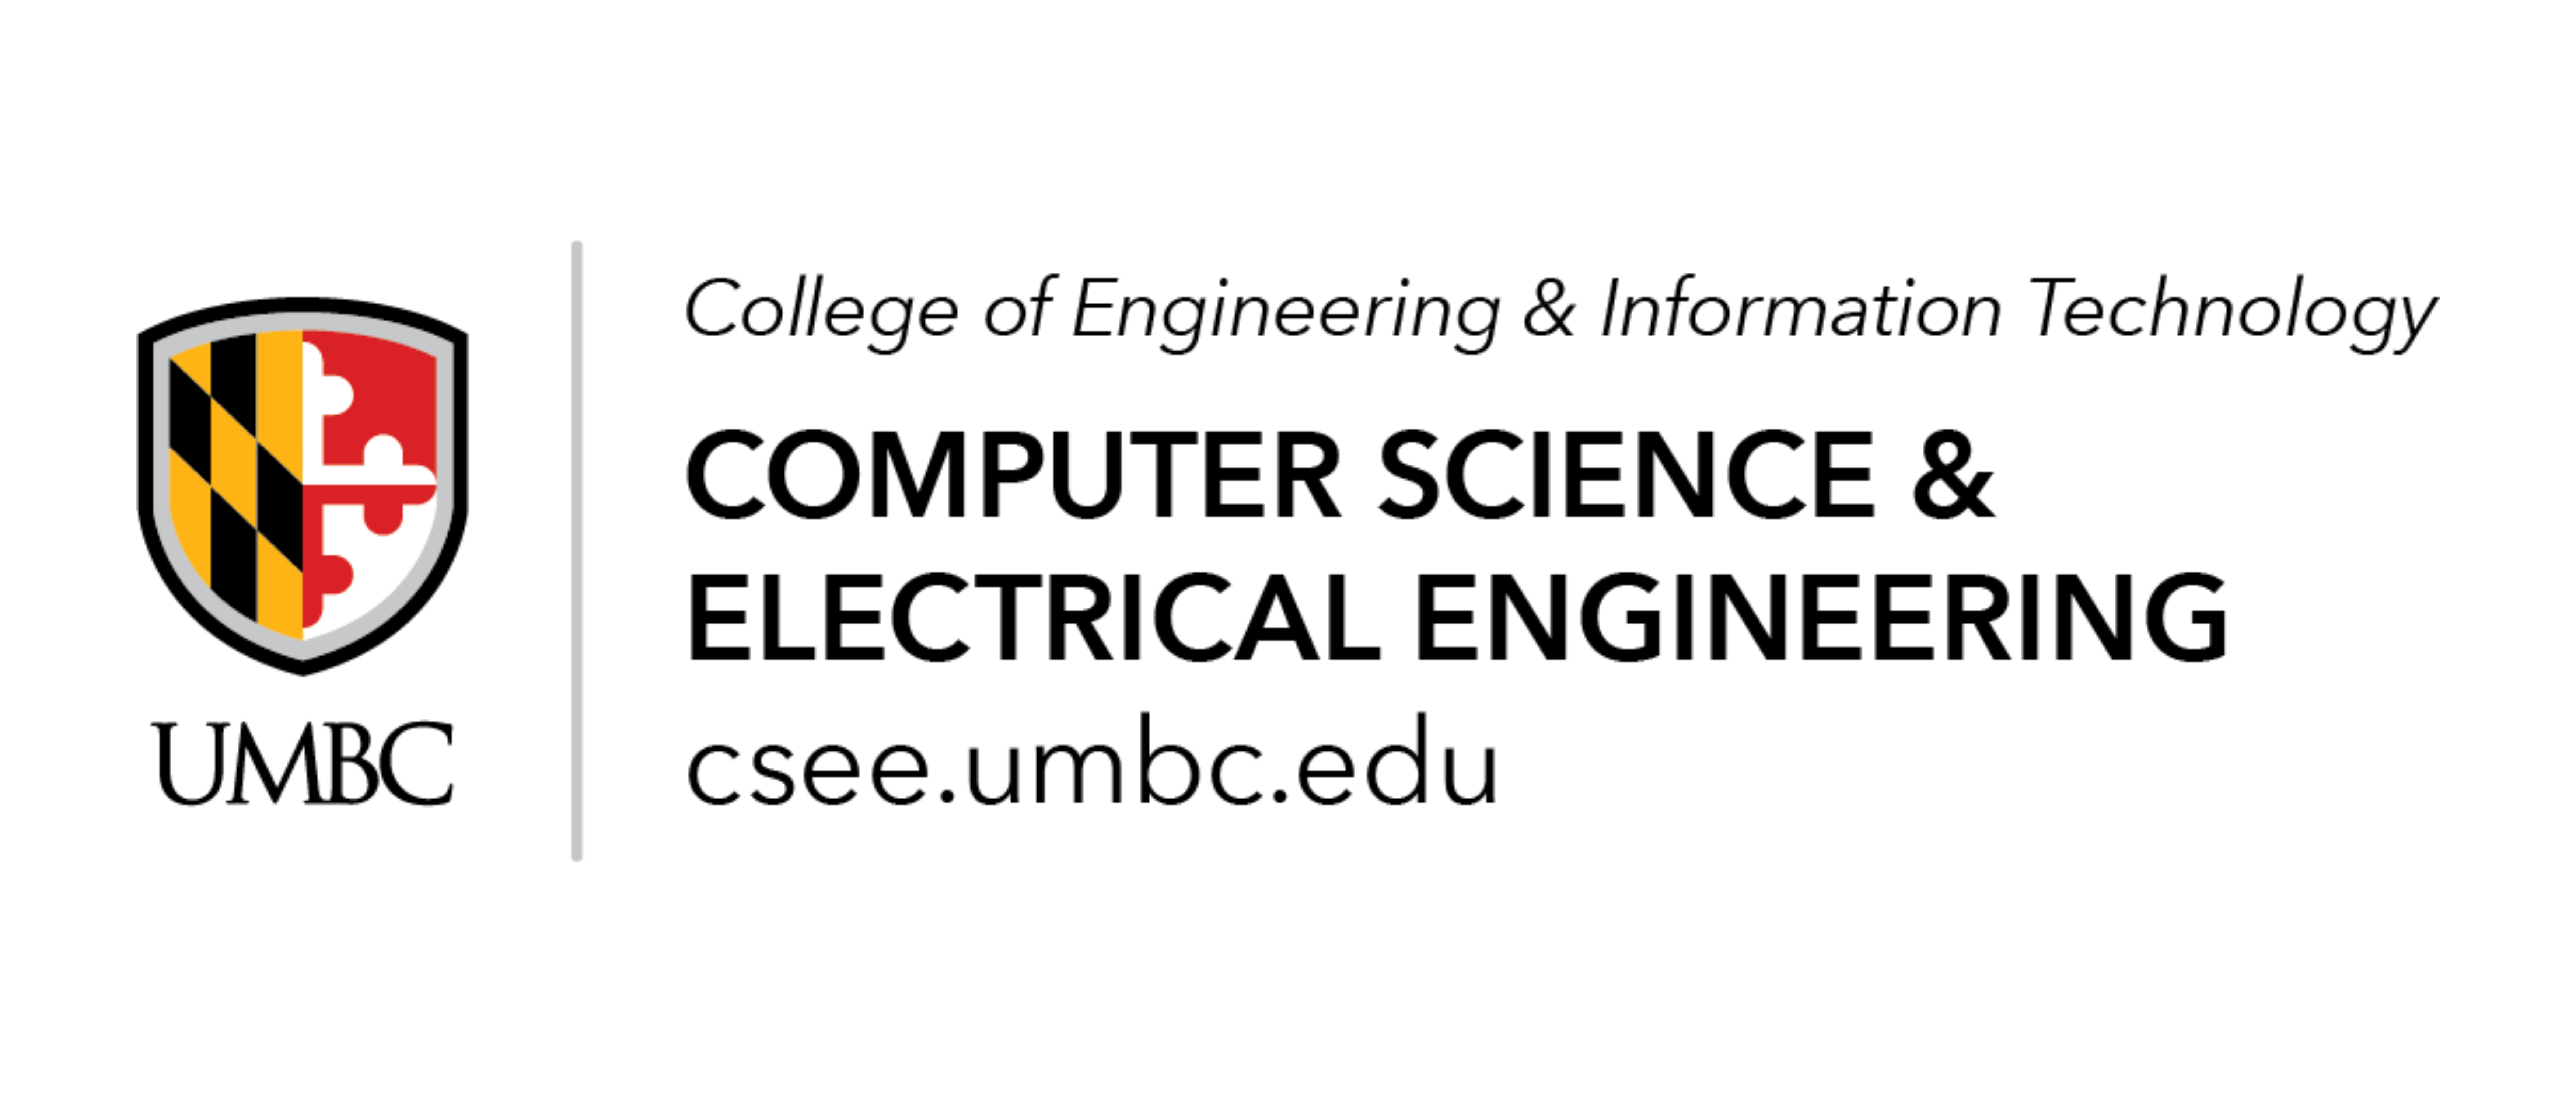 UMBC
College of Engineering & Information Technology
COMPUTER SCIENCE &
ELECTRICAL ENGINEERING
csee.umbc.edu